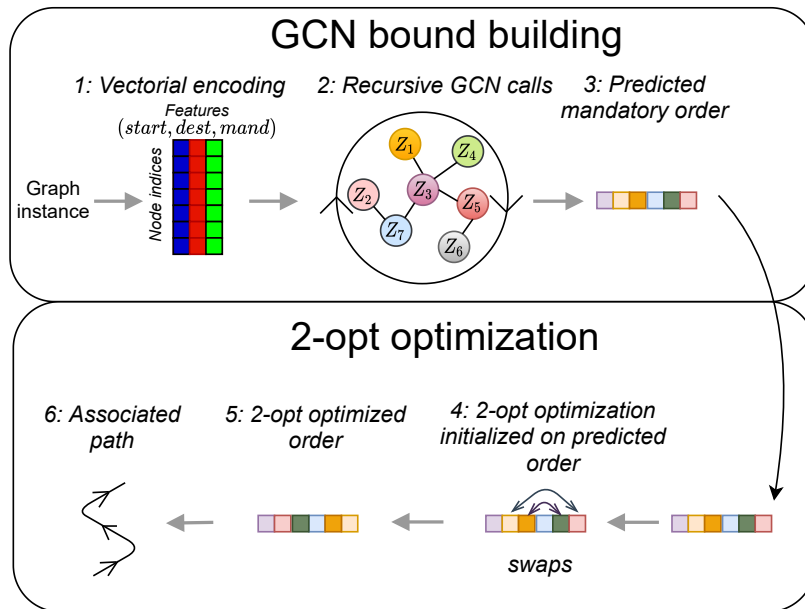 GCN bound building
1: Vectorial encoding
Features
(start, dest, mand)
Node indices
Graph
instance
2: Recursive GCN calls
Z1
Z4
Z2
Z3
Z5
Z7
Z6
3: Predicted
mandatory order
2-opt optimization
6: Associated
path
5: 2-opt optimized
order
4: 2-opt optimization
initialized on predicted
order
swaps